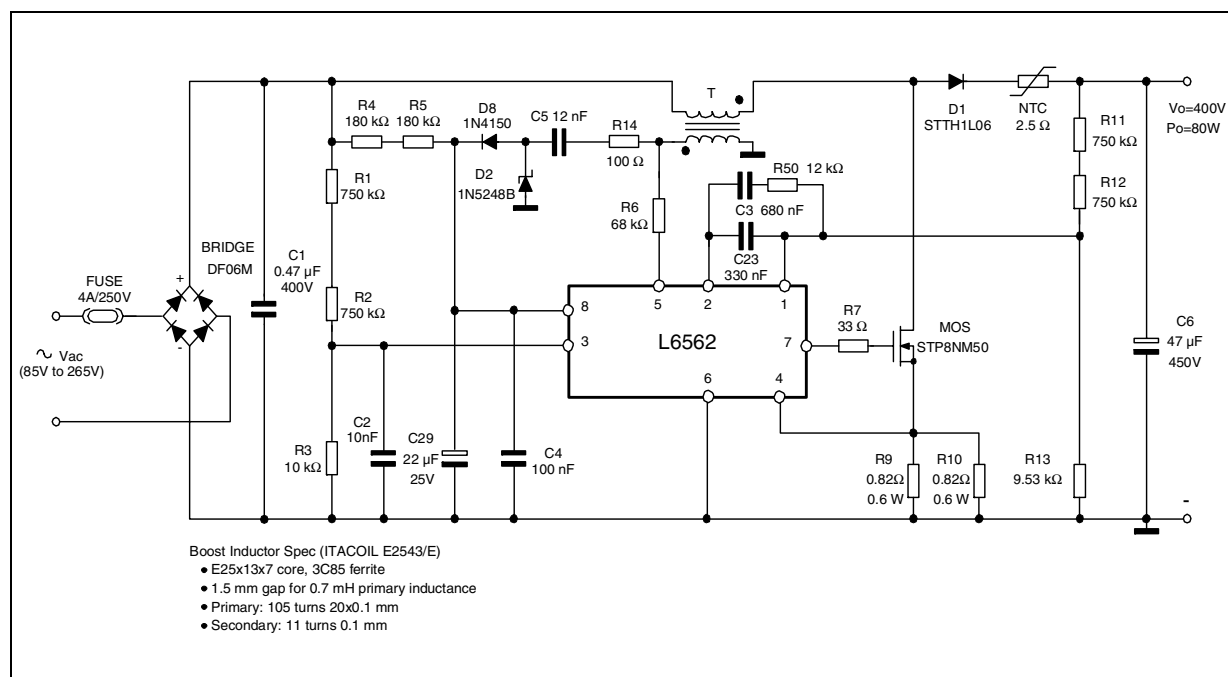 R4
180 kΩ
R5
180 kΩ
D8
1N4150
C5 12 nF
R14
100 Ω
T
D1
STTH1L06
NTC
2.5 Ω
Vo=400V
Po=80W
R11
750 kΩ
R12
750 kΩ
D2
1N5248B
R1
750 kΩ
R50 12 kΩ
C3 680 nF
R6
68 kΩ
C23
330 nF
BRIDGE
DF06M
+
-
C1
0.47 µF
400V
FUSE
4A/250V
R2
750 kΩ
~ Vac
(85V to 265V)
8
3
5
2
1
L6562
7
6
4
R7
33 Ω
MOS
STP8NM50
C6
47 µF
450V
R3
10 kΩ
C2
10nF
C29
22 µF
25V
C4
100 nF
R9
0.82Ω
0.6 W
R10
0.82Ω
0.6 W
R13
9.53 kΩ
-
Boost Inductor Spec (ITACOIL E2543/E)
• E25x13x7 core, 3C85 ferrite
• 1.5 mm gap for 0.7 mH primary inductance
• Primary: 105 turns 20x0.1 mm
• Secondary: 11 turns 0.1 mm